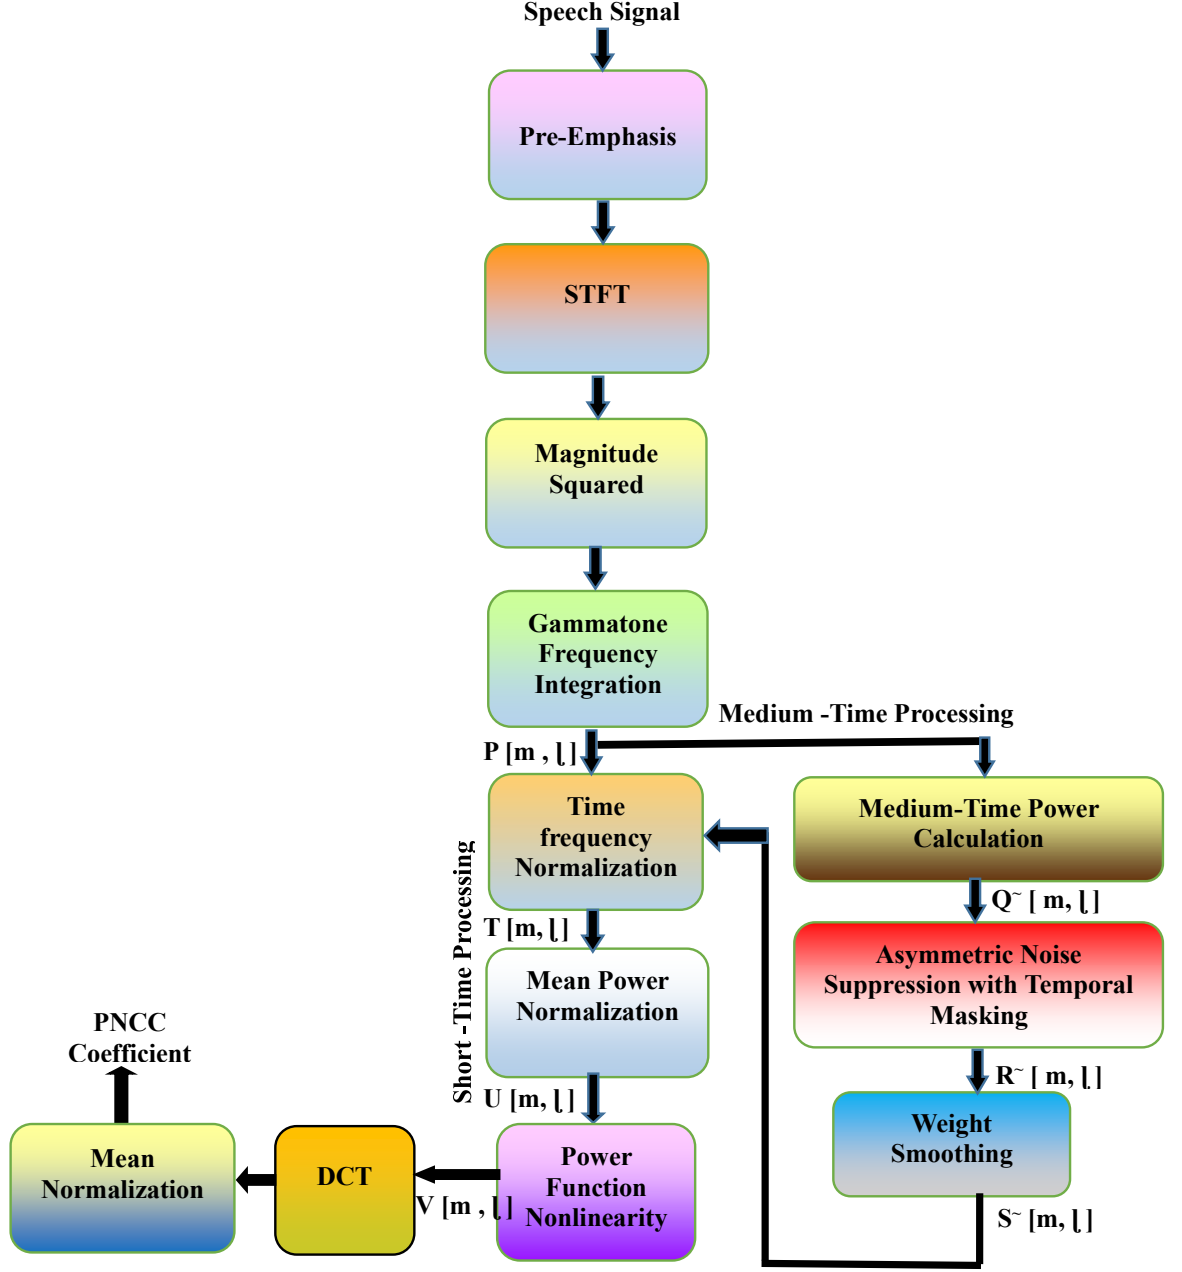 Speech Signal
Pre-Emphasis
STFT
Magnitude
Squared
Gammatone
Frequency
Integration
Medium -Time Processing
P [m , ɩ ]
Time
frequency
Normalization
Medium-Time Power
Calculation
Q~ [ m, ɩ ]
Short -Time Processing
T [m, ɩ]
Asymmetric Noise
Suppression with Temporal
Masking
Mean Power
Normalization
R~ [ m, ɩ ]
U [m, ɩ]
Weight
Smoothing
S~ [m, ɩ ]
Power
Function
Nonlinearity
V [m , ɩ ]
DCT
Mean
Normalization
PNCC
Coefficient